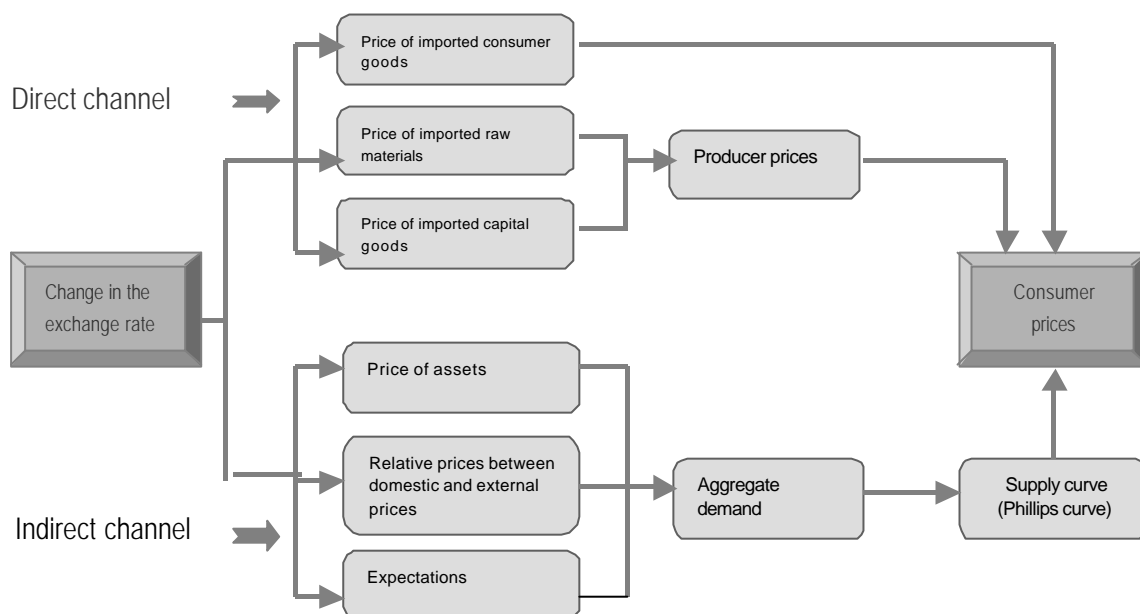 Price of imported consumer
goods
Direct channel
Price of imported raw
materials
Producer prices
Price of imported capital
goods
Change in the
exchange rate
Consumer
prices
Price of assets
Relative prices between
domestic and external
prices
Aggregate
demand
Supply curve
(Phillips curve)
Indirect channel
Expectations